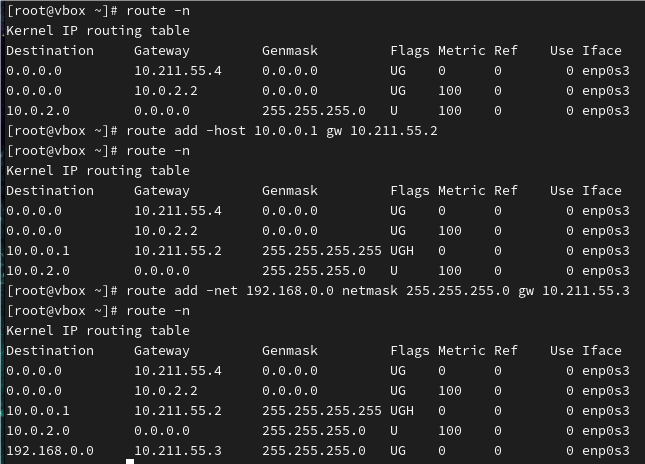 [root@vbox ~]# route -n
Kernel IP routing table
Destination     Gateway         Genmask         Flags Metric Ref    Use Iface
0.0.0.0         10.211.55.4     0.0.0.0         UG    0      0        0 enp0s3
0.0.0.0         10.0.2.2        0.0.0.0         UG    100    0        0 enp0s3
10.0.2.0        0.0.0.0         255.255.255.0   U     100    0        0 enp0s3
[root@vbox ~]# route add -host 10.0.0.1 gw 10.211.55.2
[root@vbox ~]# route -n
Kernel IP routing table
Destination     Gateway         Genmask         Flags Metric Ref    Use Iface
0.0.0.0         10.211.55.4     0.0.0.0         UG    0      0        0 enp0s3
0.0.0.0         10.0.2.2        0.0.0.0         UG    100    0        0 enp0s3
10.0.0.1        10.211.55.2     255.255.255.255 UGH   0      0        0 enp0s3
10.0.2.0        0.0.0.0         255.255.255.0   U     100    0        0 enp0s3
[root@vbox ~]# route add -net 192.168.0.0 netmask 255.255.255.0 gw 10.211.55.3
[root@vbox ~]# route -n
Kernel IP routing table
Destination     Gateway         Genmask         Flags Metric Ref    Use Iface
0.0.0.0         10.211.55.4     0.0.0.0         UG    0      0        0 enp0s3
0.0.0.0         10.0.2.2        0.0.0.0         UG    100    0        0 enp0s3
10.0.0.1        10.211.55.2     255.255.255.255 UGH   0      0        0 enp0s3
10.0.2.0        0.0.0.0         255.255.255.0   U     100    0        0 enp0s3
192.168.0.0     10.211.55.3     255.255.255.0   UG    0      0        0 enp0s3